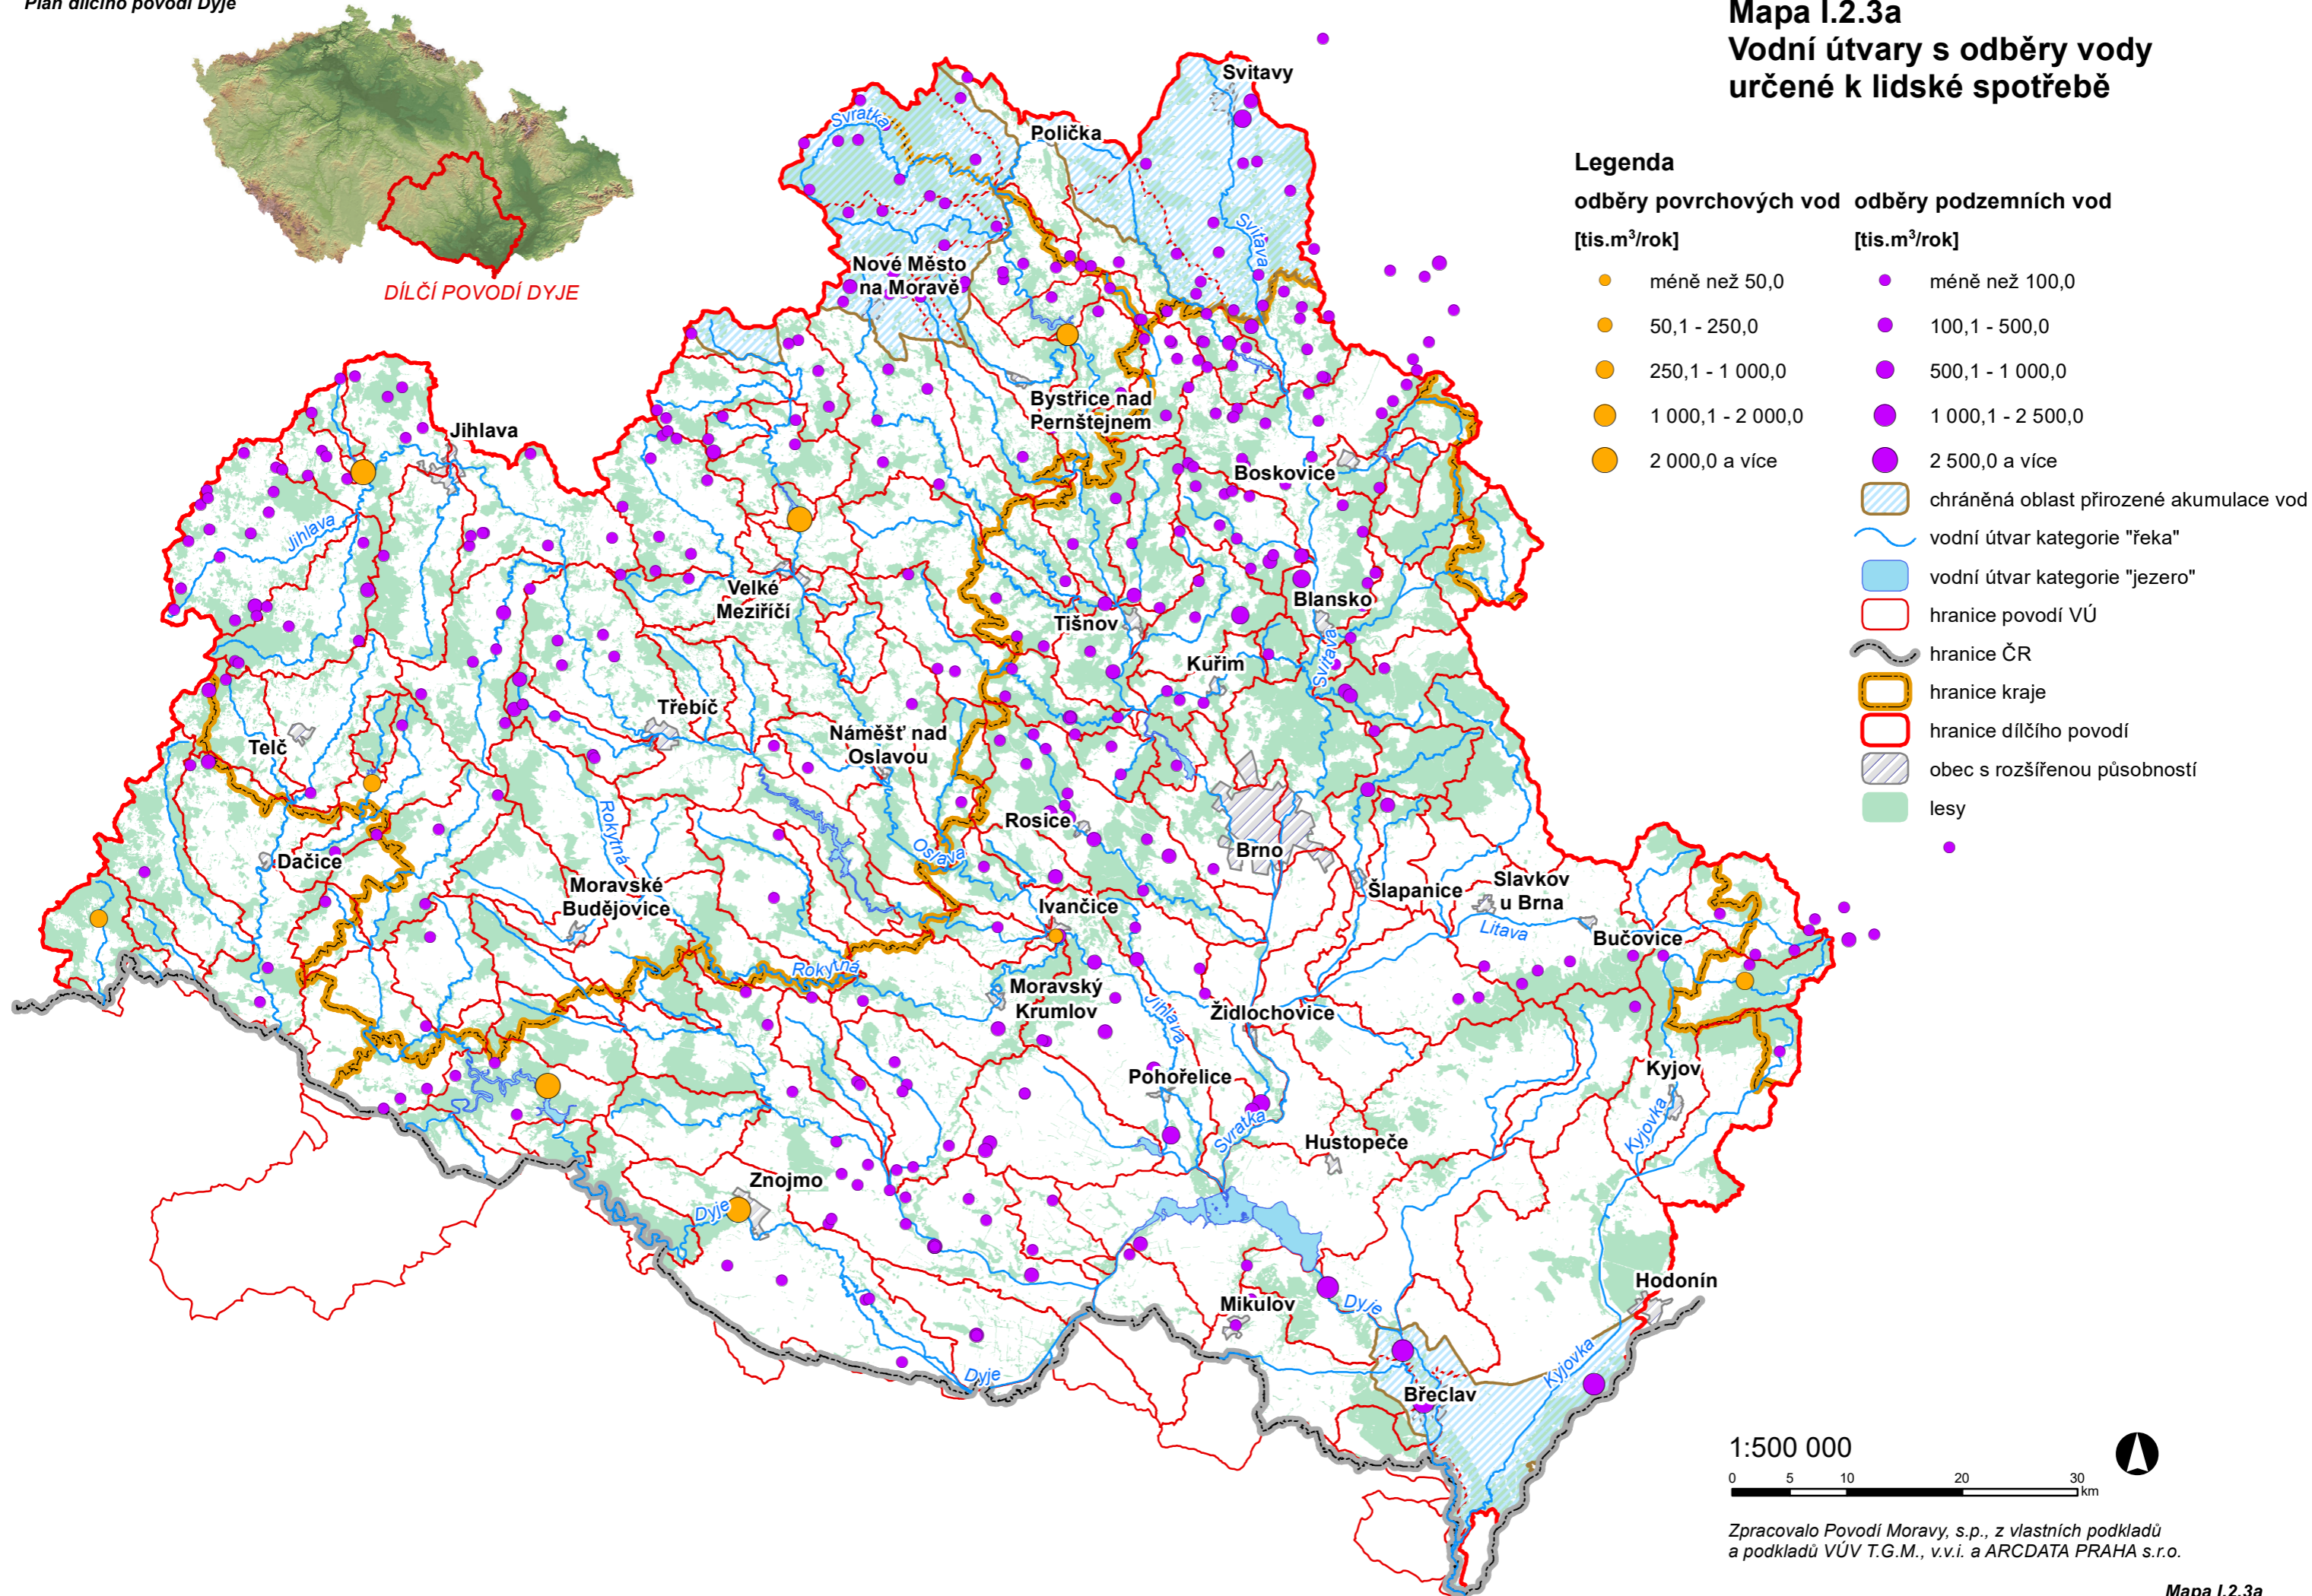 Plán dílčího povodí Dyje
Mapa I.2.3a
Vodní útvary s odběry vody
určené k lidské spotřebě
DÍLČÍ POVODÍ DYJE
Legenda
odběry povrchových vod
[tis.m³/rok]
méně než 50,0
50,1 - 250,0
250,1 - 1 000,0
1 000,1 - 2 000,0
2 000,0 a více
odběry podzemních vod
[tis.m³/rok]
méně než 100,0
100,1 - 500,0
500,1 - 1 000,0
1 000,1 - 2 500,0
2 500,0 a více
chráněná oblast přirozené akumulace vod
vodní útvar kategorie "řeka"
vodní útvar kategorie "jezero"
hranice povodí VÚ
hranice ČR
hranice kraje
hranice dílčího povodí
obec s rozšířenou působností
lesy
Svitavy
Svratka
Polička
Svitava
Nové Město
na Moravě
Bystřice nad
Pernštejnem
Jihlava
Boskovice
Jihlava
Velké
Meziříčí
Blansko
Tišnov
Kuřim
Svitava
Třebíč
Telč
Náměšť nad
Oslavou
Rokytná
Rosice
Oslava
Brno
Dačice
Moravské
Budějovice
Ivančice
Šlapanice
Slavkov
u Brna
Litava
Bučovice
Rokytná
Moravský
Krumlov
Jihlava
Židlochovice
Kyjov
Pohořelice
Kyjovka
Svratka
Hustopeče
Znojmo
Dyje
Hodonín
Mikulov
Dyje
Kyjovka
Dyje
Břeclav
1:500 000
0 5 10 20 30
km
Zpracovalo Povodí Moravy, s.p., z vlastních podkladů
a podkladů VÚV T.G.M., v.v.i. a ARCDATA PRAHA s.r.o.
Mapa I.2.3a